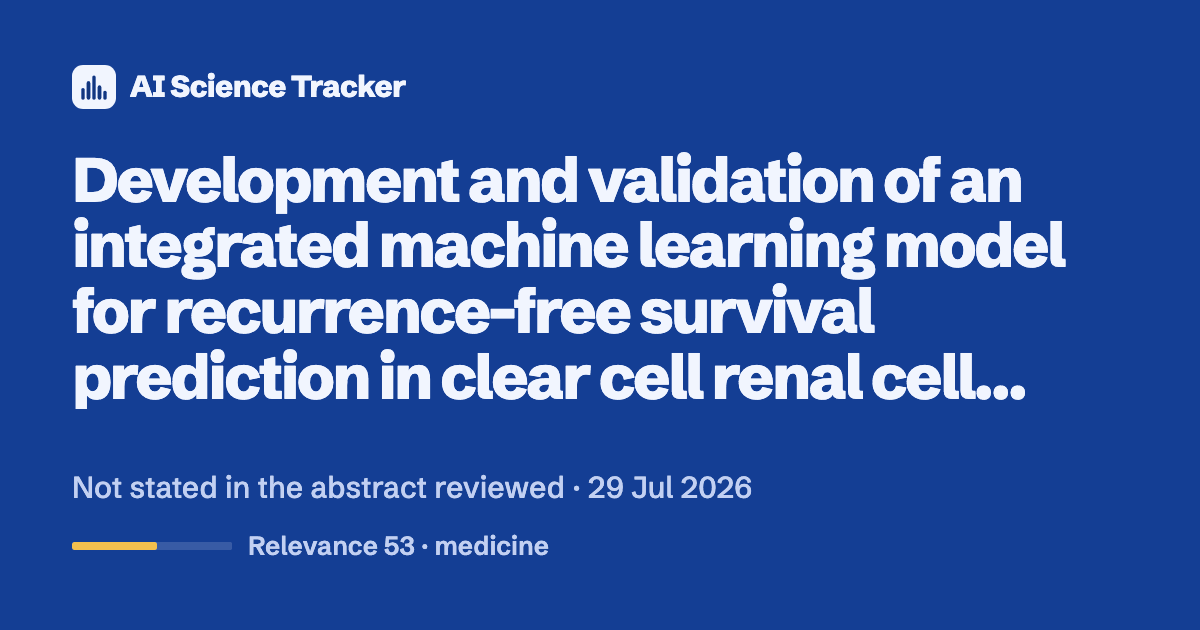 AI Science Tracker
Development and validation of an
integrated machine learning model
for recurrence-free survival
prediction in clear cell renal cell...
Not stated in the abstract reviewed · 29 Jul 2026
Relevance 53 · medicine